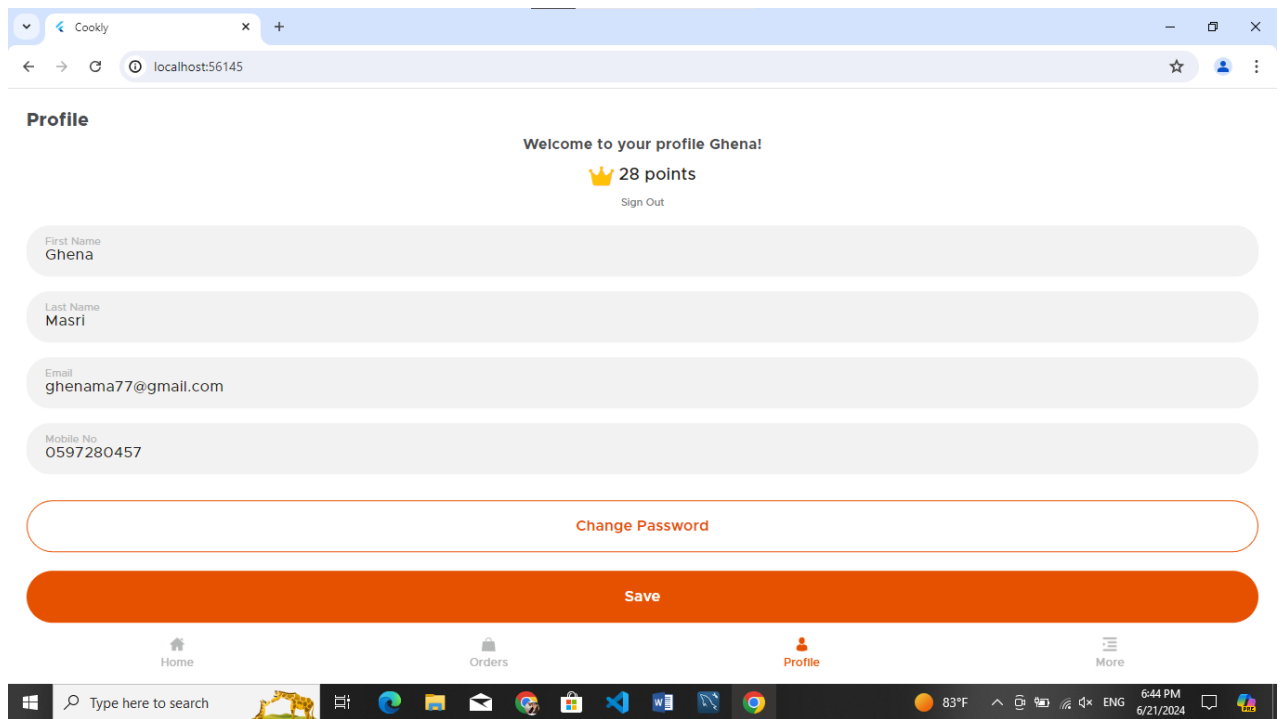 Cookly
localhost:56145
Profile
Welcome to your profile Ghena!
28 points
Sign Out
First Name
Ghena
Last Name
Masri
Email
ghenama77@gmail.com
Mobile No
0597280457
Change Password
Save
Home Orders Profile More
Type here to search 83°F ENG 6:44 PM
6/21/2024
PRE